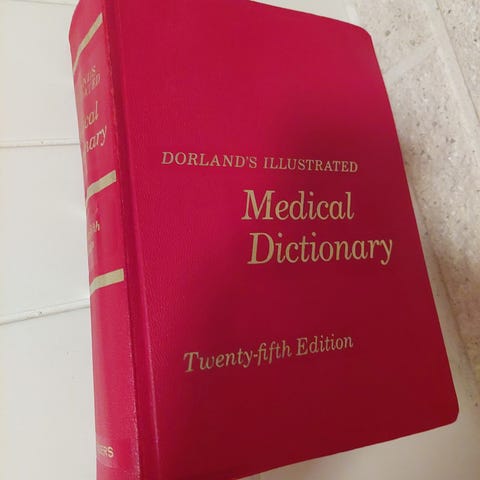 DORLAND'S ILLUSTRATED
Medical
Dictionary
Twenty-fifth Edition